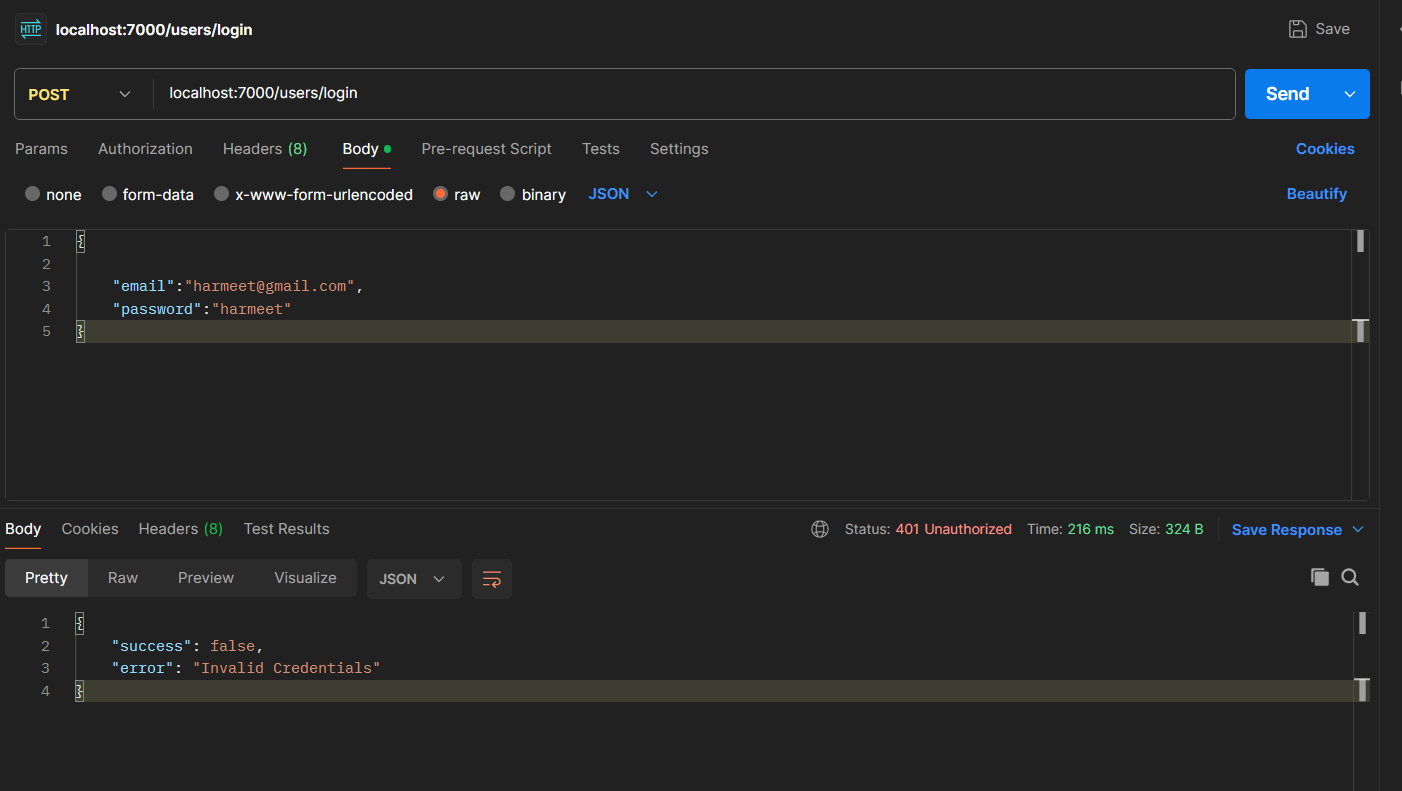 HTTP localhost:7000/users/login Save
POST localhost:7000/users/login Send
Params Authorization Headers (8) Body Pre-request Script Tests Settings Cookies
none form-data x-www-form-urlencoded raw binary JSON Beautify
1 {
2
3 "email":"harmeet@gmail.com",
4 "password":"harmeet"
5 }
Body Cookies Headers (8) Test Results Status: 401 Unauthorized Time: 216 ms Size: 324 B Save Response
Pretty Raw Preview Visualize JSON
1 {
2 "success": false,
3 "error": "Invalid Credentials"
4 }